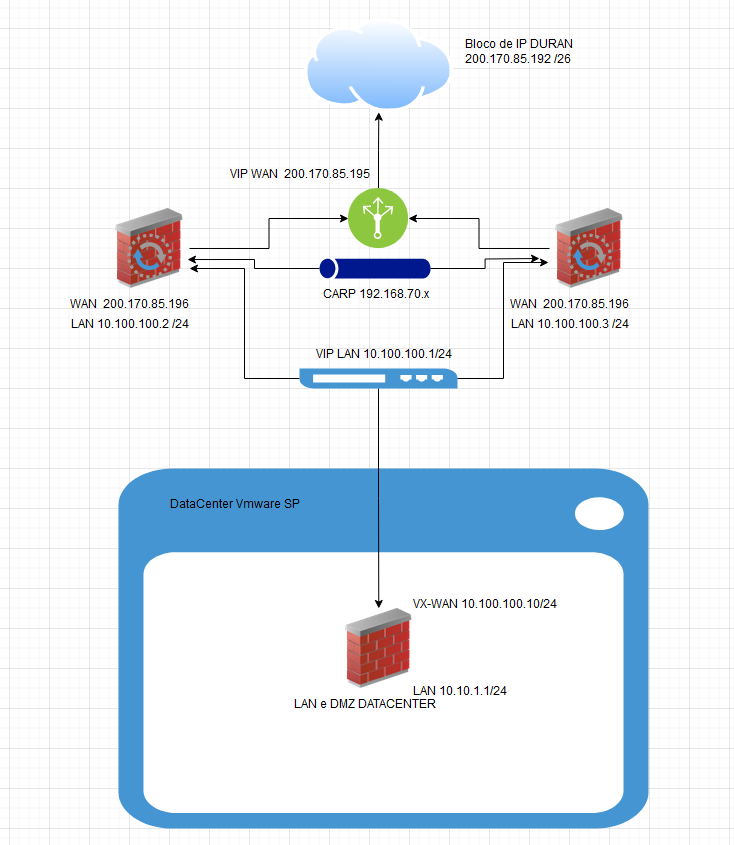 Bloco de IP DURAN
200.170.85.192 /26
VIP WAN 200.170.85.195
WAN 200.170.85.196
LAN 10.100.100.2 /24
CARP 192.168.70.x
WAN 200.170.85.196
LAN 10.100.100.3 /24
VIP LAN 10.100.100.1/24
DataCenter Vmware SP
VX-WAN 10.100.100.10/24
LAN 10.10.1.1/24
LAN e DMZ DATACENTER